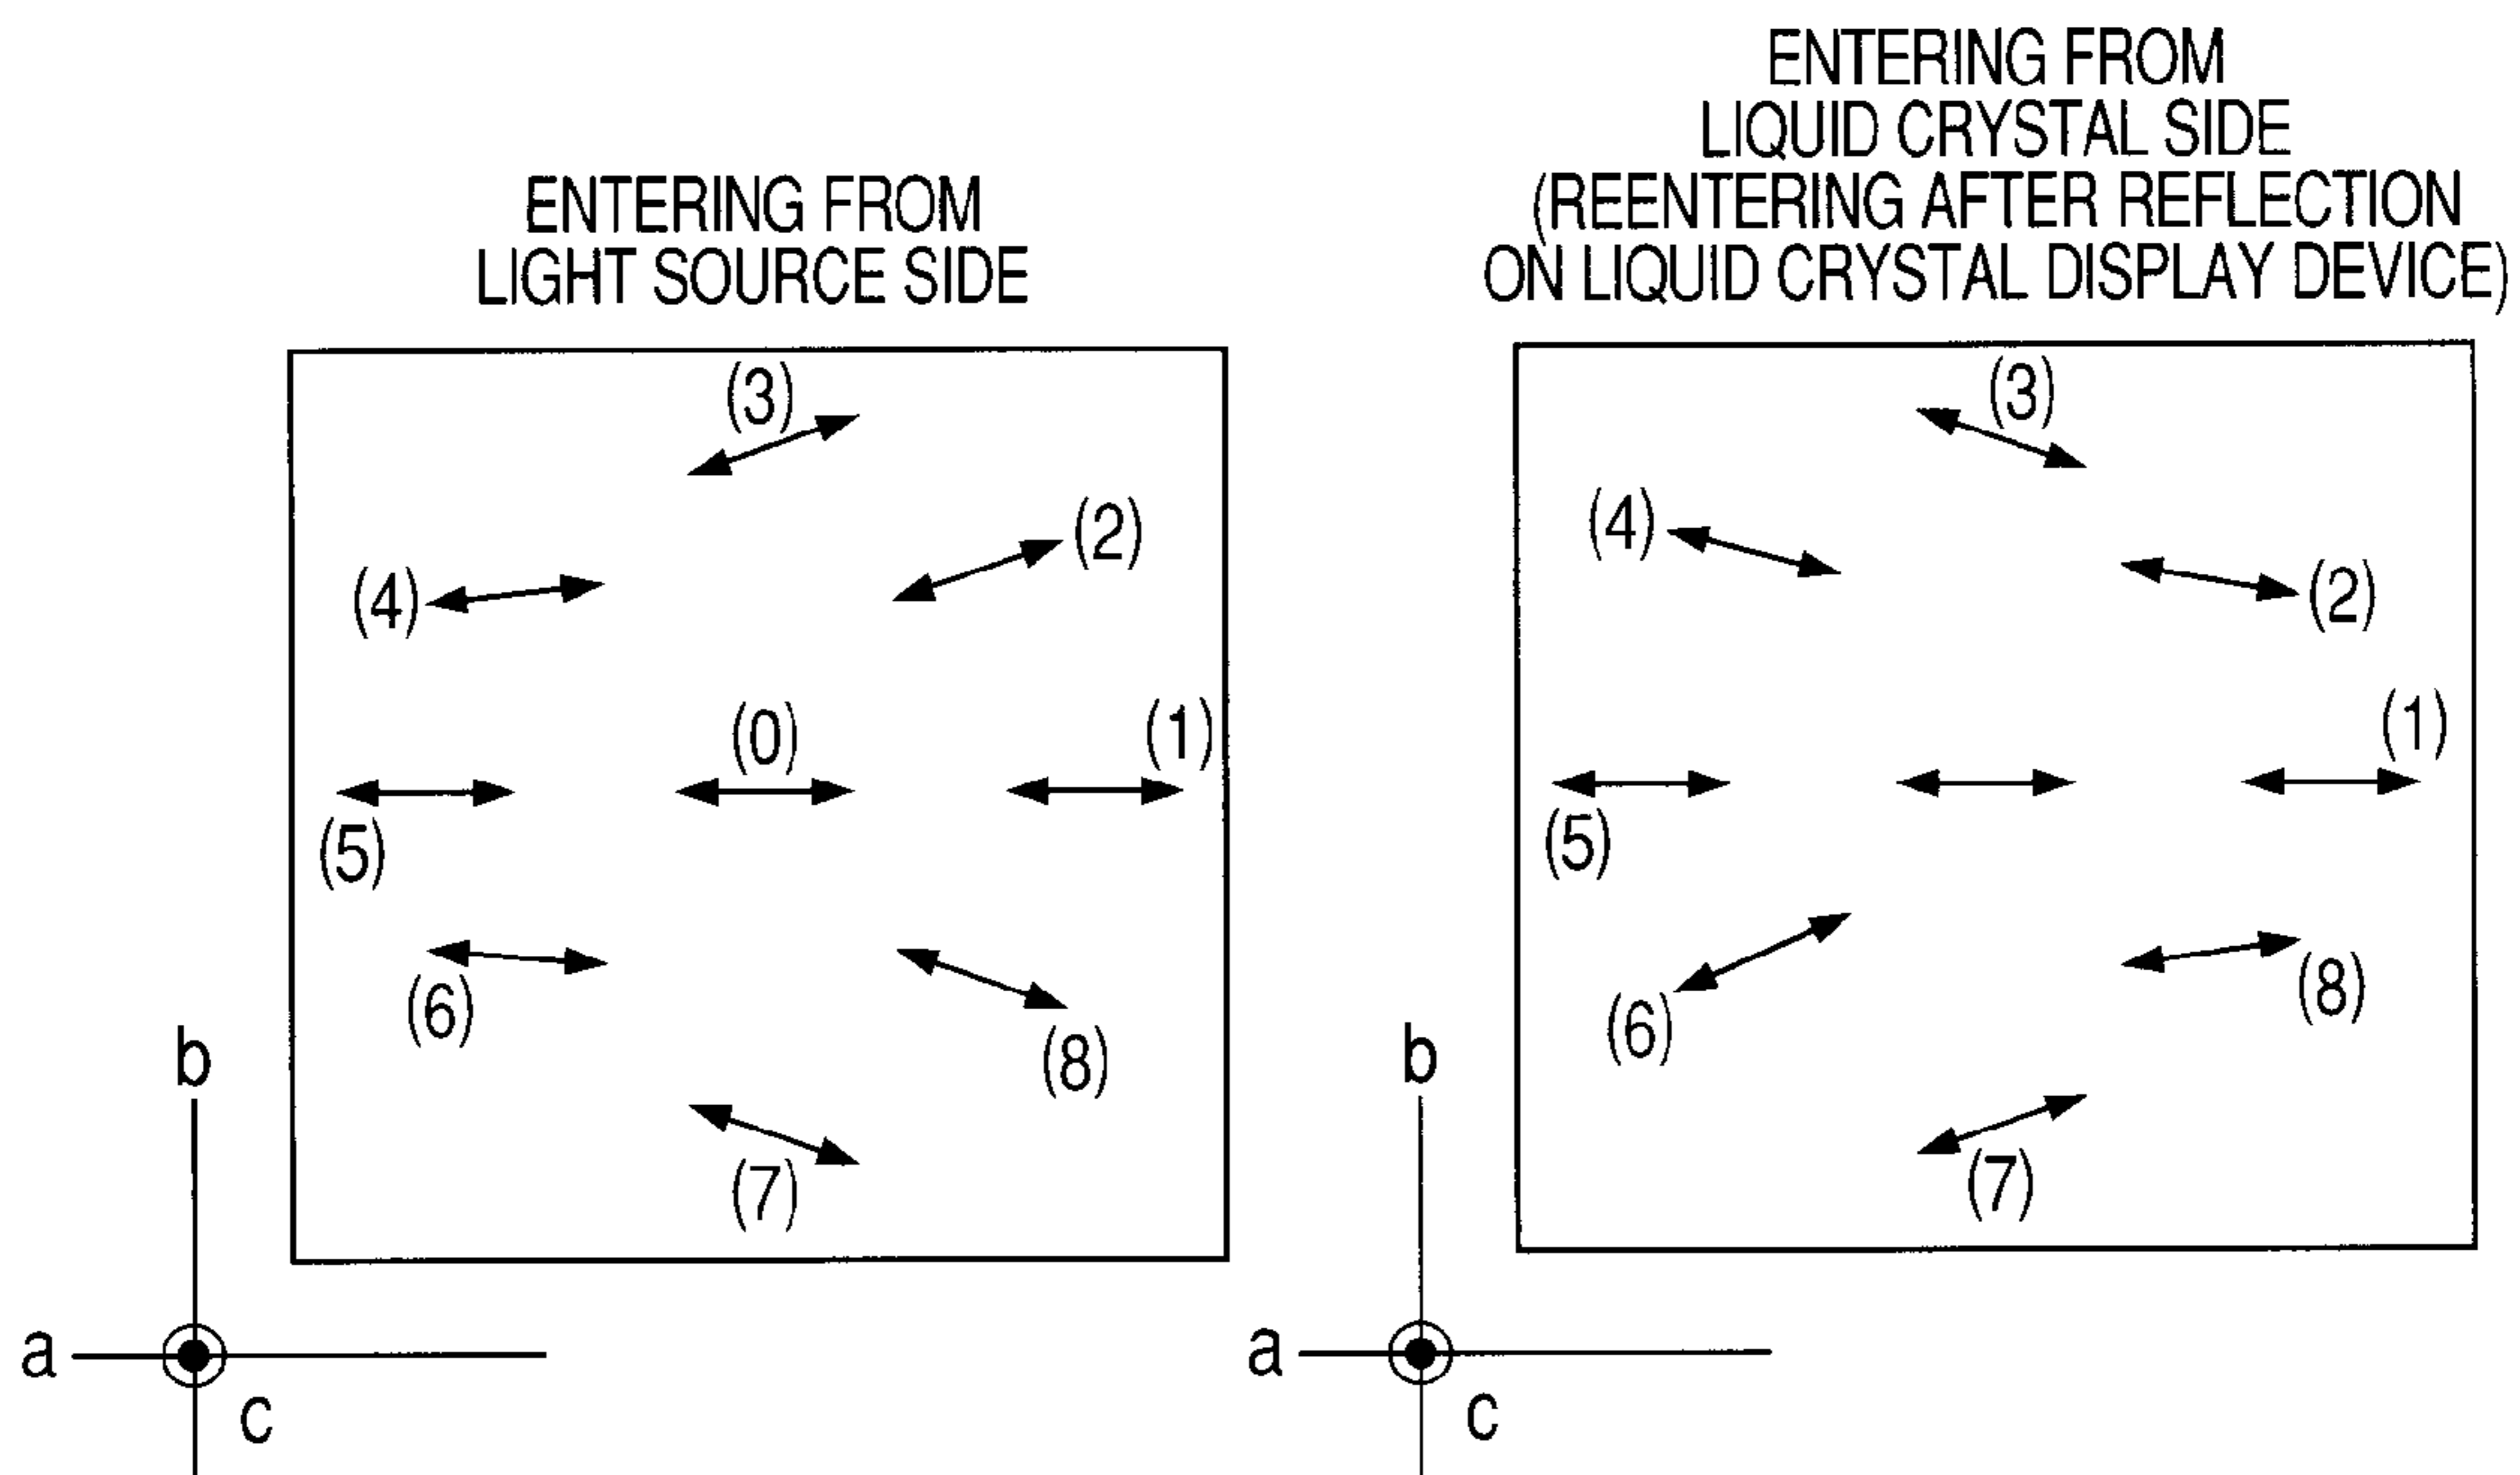 ENTERING FROM
LIGHT SOURCE SIDE
(3)
(2)
(4)
(0)
(1)
(5)
(6)
(8)
(7)
b
a
c
ENTERING FROM
LIQUID CRYSTAL SIDE
(REENTERING AFTER REFLECTION
ON LIQUID CRYSTAL DISPLAY DEVICE)
(3)
(4)
(2)
(1)
(5)
(6)
(8)
(7)
b
a
c